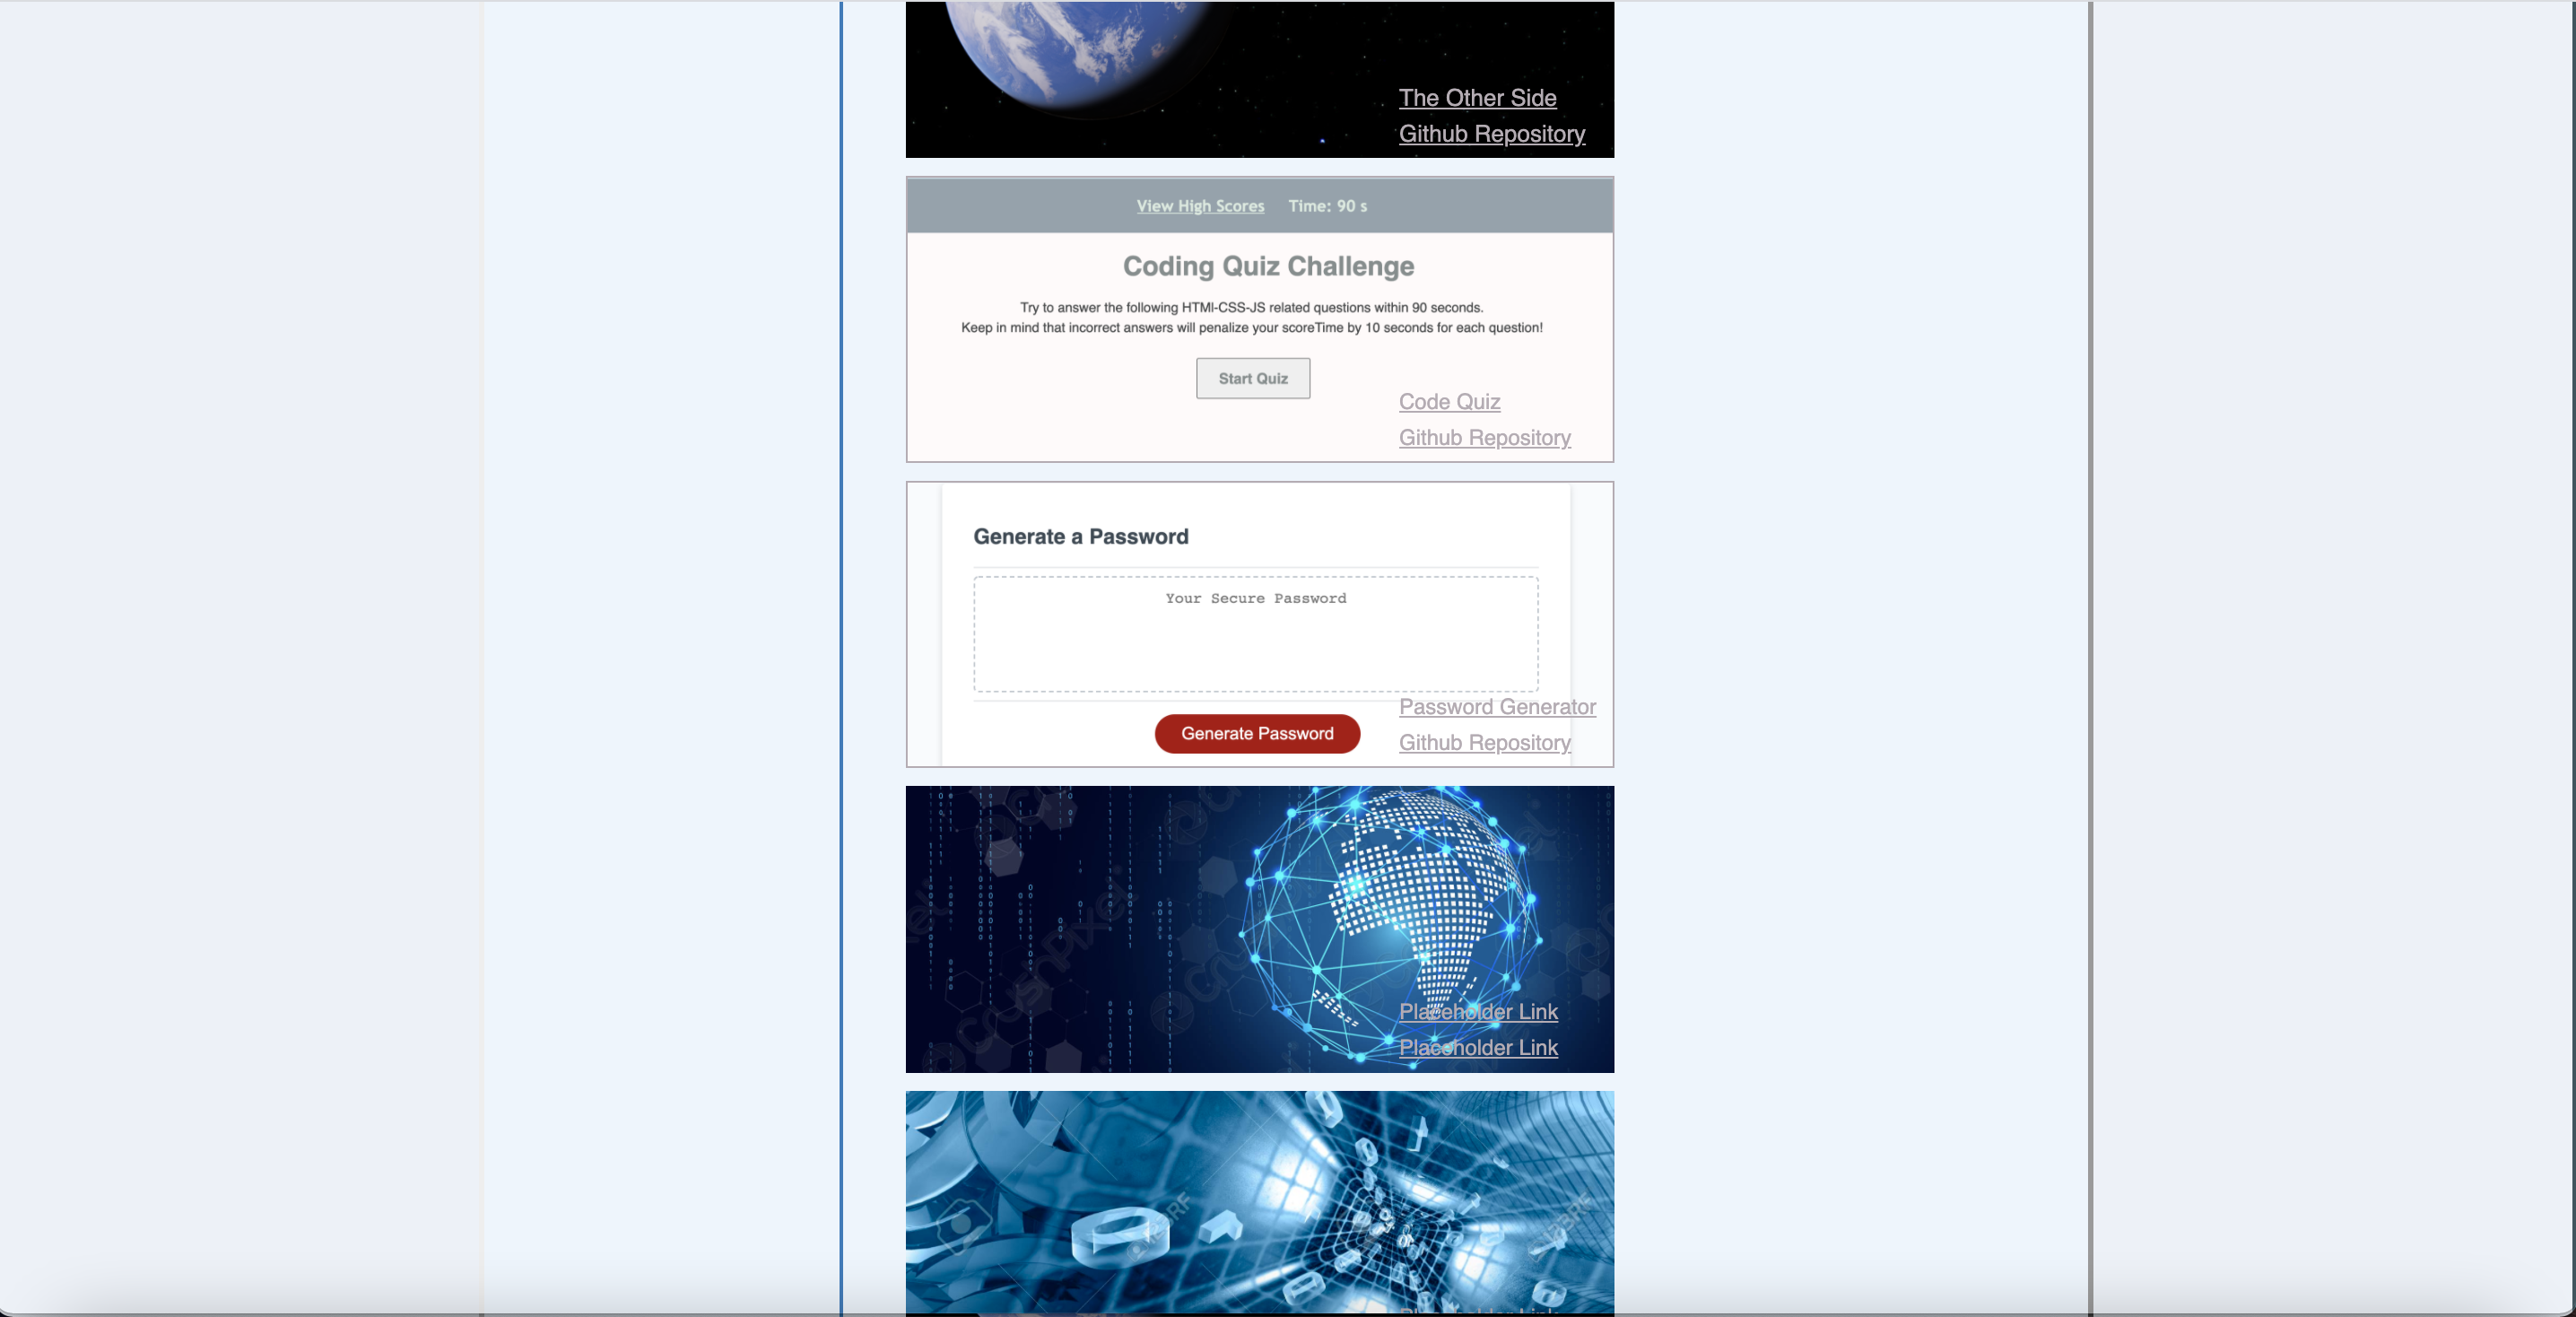 The Other Side
Github Repository
View High Scores Time: 90 s
Coding Quiz Challenge
Try to answer the following HTMl-CSS-JS related questions within 90 seconds.
Keep in mind that incorrect answers will penalize your scoreTime by 10 seconds for each question!
Start Quiz
Code Quiz
Github Repository
Generate a Password
Your Secure Password
Password Generator
Generate Password
Github Repository
CrushPixel
Placeholder Link
Placeholder Link